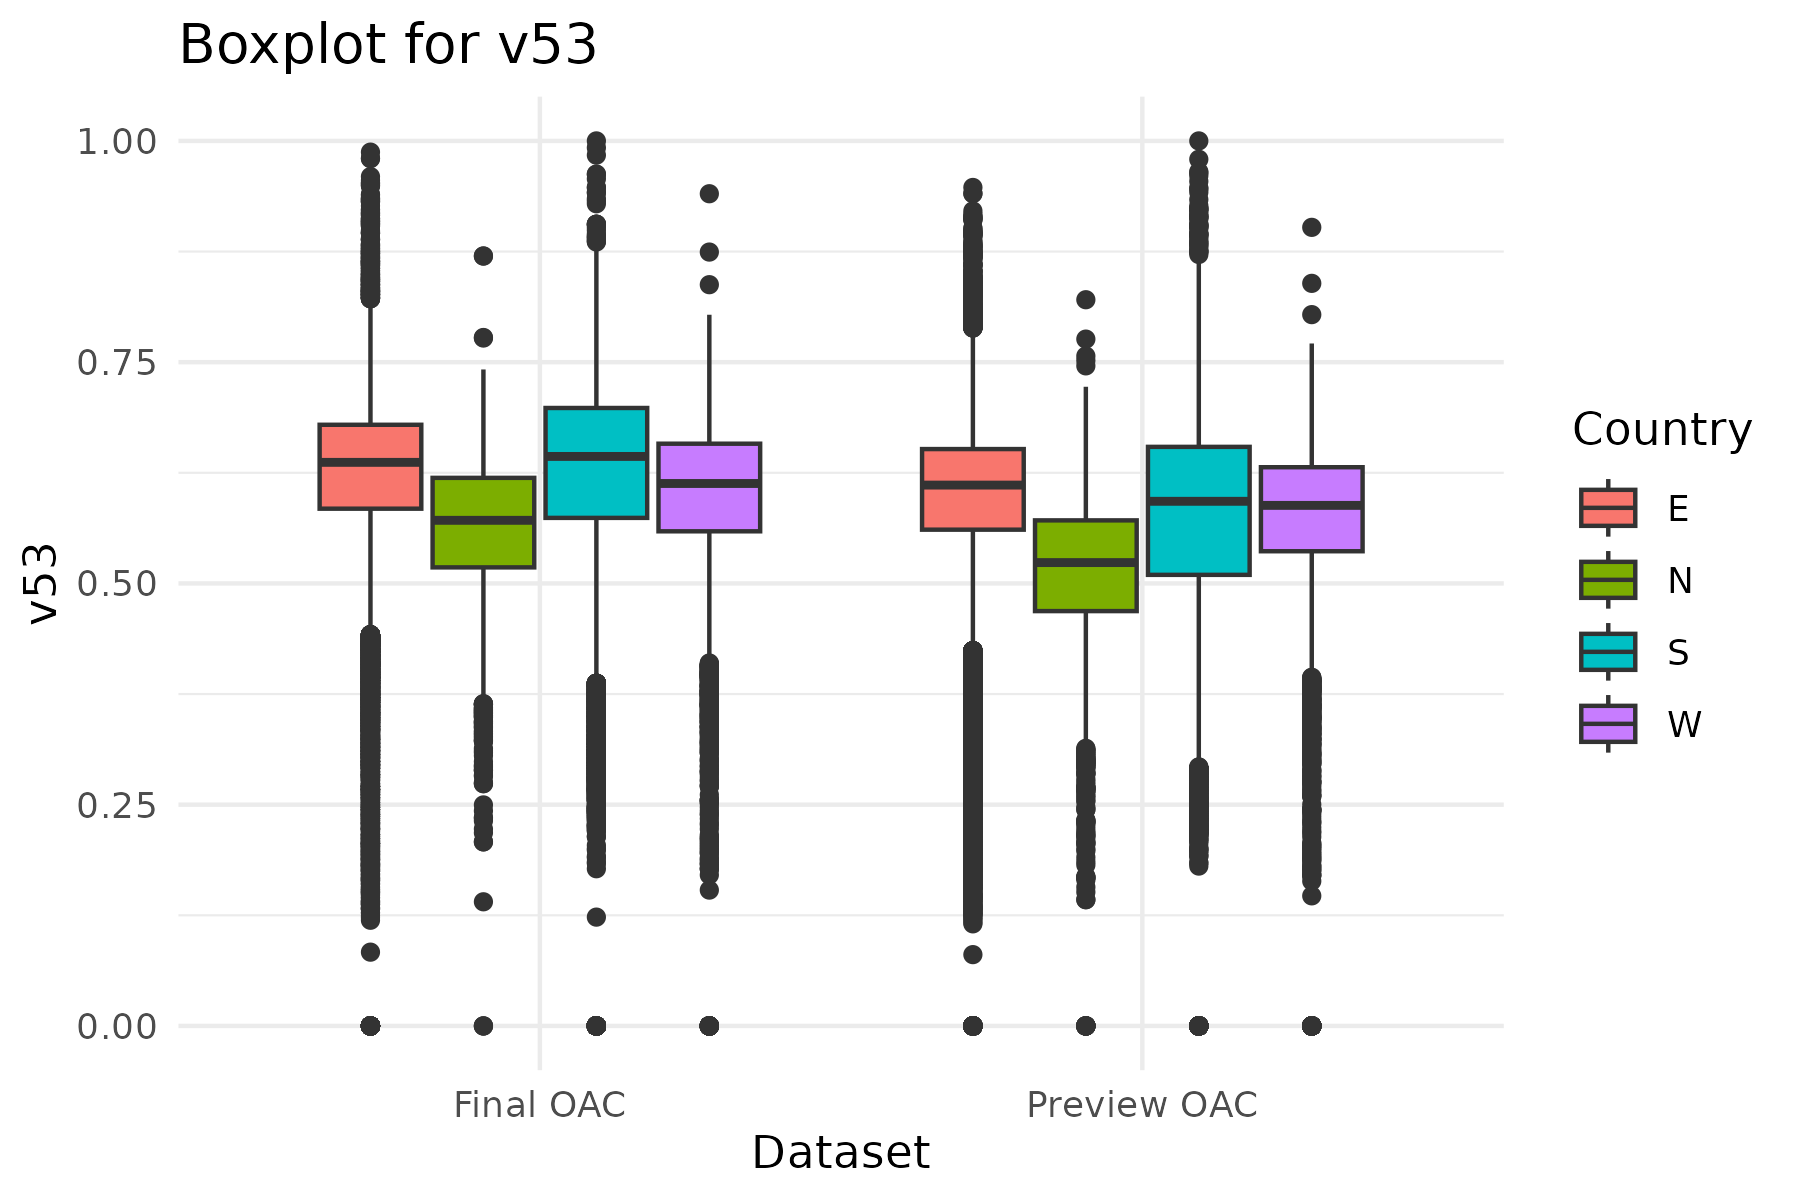 Boxplot for v53
1.00
0.75
0.50
0.25
0.00
v53
Final OAC
Preview OAC
Dataset
Country
E
N
S
W